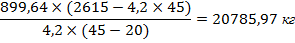 899,64 × (2615 − 4,2 × 45)
4,2 × (45 − 20)
= 20785,97 кг